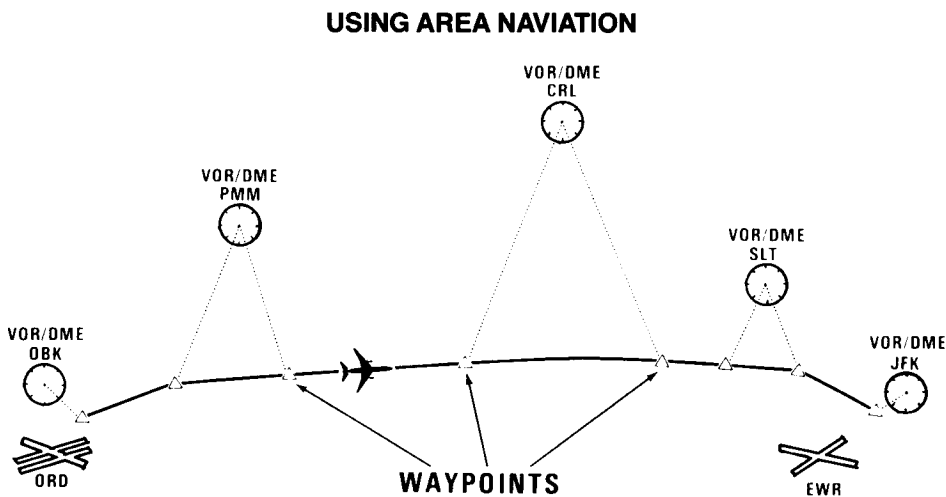 USING AREA NAVIATION
VOR/DME
CRL
VOR/DME
PMM
VOR/DME
SLT
VOR/DME
OBK
VOR/DME
JFK
ORD
WAYPOINTS
EWR